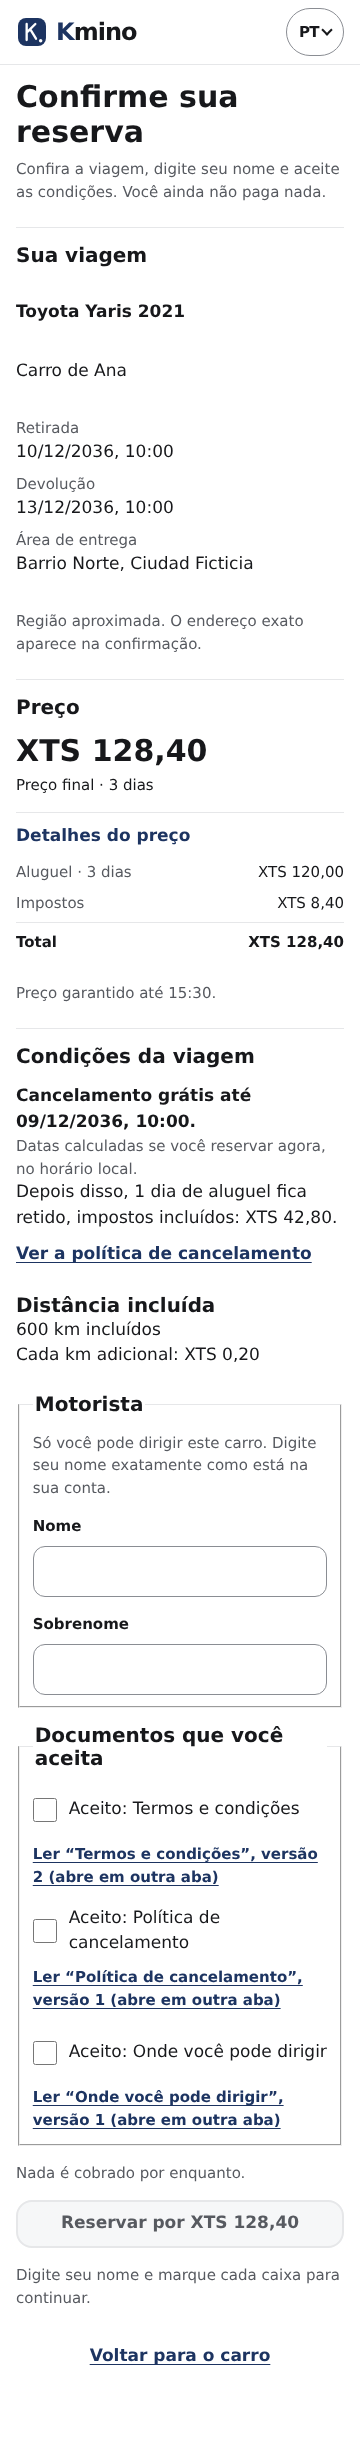 K Kmino
PT
Confirme sua
reserva
Confira a viagem, digite seu nome e aceite
as condições. Você ainda não paga nada.
Sua viagem
Toyota Yaris 2021
Carro de Ana
Retirada
10/12/2036, 10:00
Devolução
13/12/2036, 10:00
Área de entrega
Barrio Norte, Ciudad Ficticia
Região aproximada. O endereço exato
aparece na confirmação.
Preço
XTS 128,40
Preço final · 3 dias
Detalhes do preço
Aluguel · 3 dias XTS 120,00
Impostos XTS 8,40
Total XTS 128,40
Preço garantido até 15:30.
Condições da viagem
Cancelamento grátis até
09/12/2036, 10:00.
Datas calculadas se você reservar agora,
no horário local.
Depois disso, 1 dia de aluguel fica
retido, impostos incluídos: XTS 42,80.
Ver a política de cancelamento
Distância incluída
600 km incluídos
Cada km adicional: XTS 0,20
Motorista
Só você pode dirigir este carro. Digite
seu nome exatamente como está na
sua conta.
Nome
Sobrenome
Documentos que você
aceita
Aceito: Termos e condições
Ler “Termos e condições”, versão
2 (abre em outra aba)
Aceito: Política de
cancelamento
Ler “Política de cancelamento”,
versão 1 (abre em outra aba)
Aceito: Onde você pode dirigir
Ler “Onde você pode dirigir”,
versão 1 (abre em outra aba)
Nada é cobrado por enquanto.
Reservar por XTS 128,40
Digite seu nome e marque cada caixa para
continuar.
Voltar para o carro